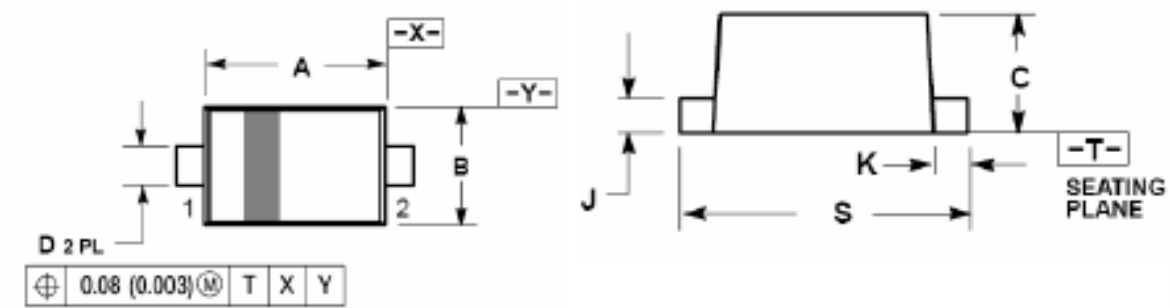 -X-
A
-Y-
B
1
2
D 2 PL
⌖ 0.08 (0.003) Ⓜ T X Y
C
K
-T-
J
S
SEATING
PLANE